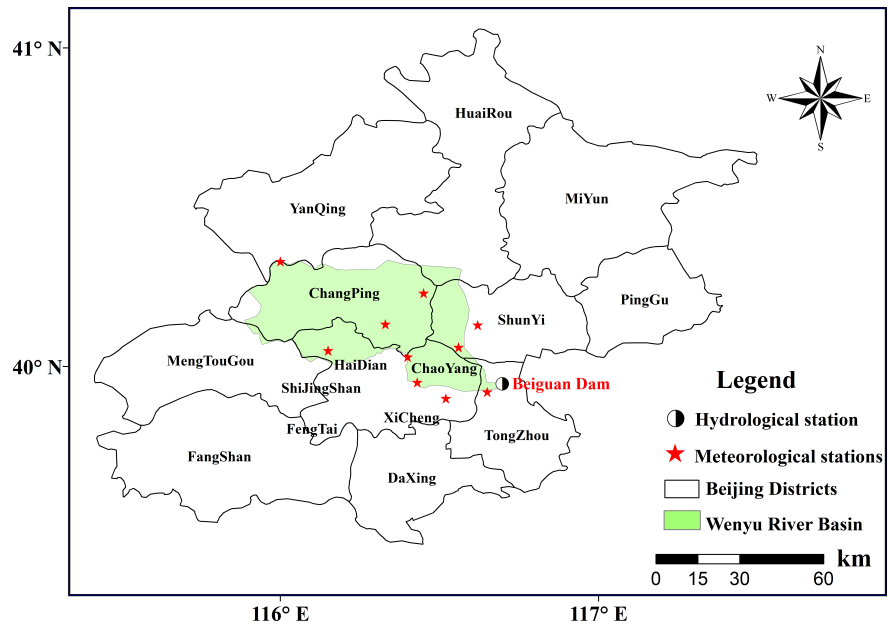 41° N
N
W
E
S
HuaiRou
MiYun
YanQing
ChangPing
PingGu
ShunYi
40° N
MengTouGou
HaiDian
ChaoYang
Beiguan Dam
ShiJingShan
XiCheng
FengTai
TongZhou
FangShan
DaXing
Legend
Hydrological station
Meteorological stations
Beijing Districts
Wenyu River Basin
km
0 15 30 60
116° E
117° E